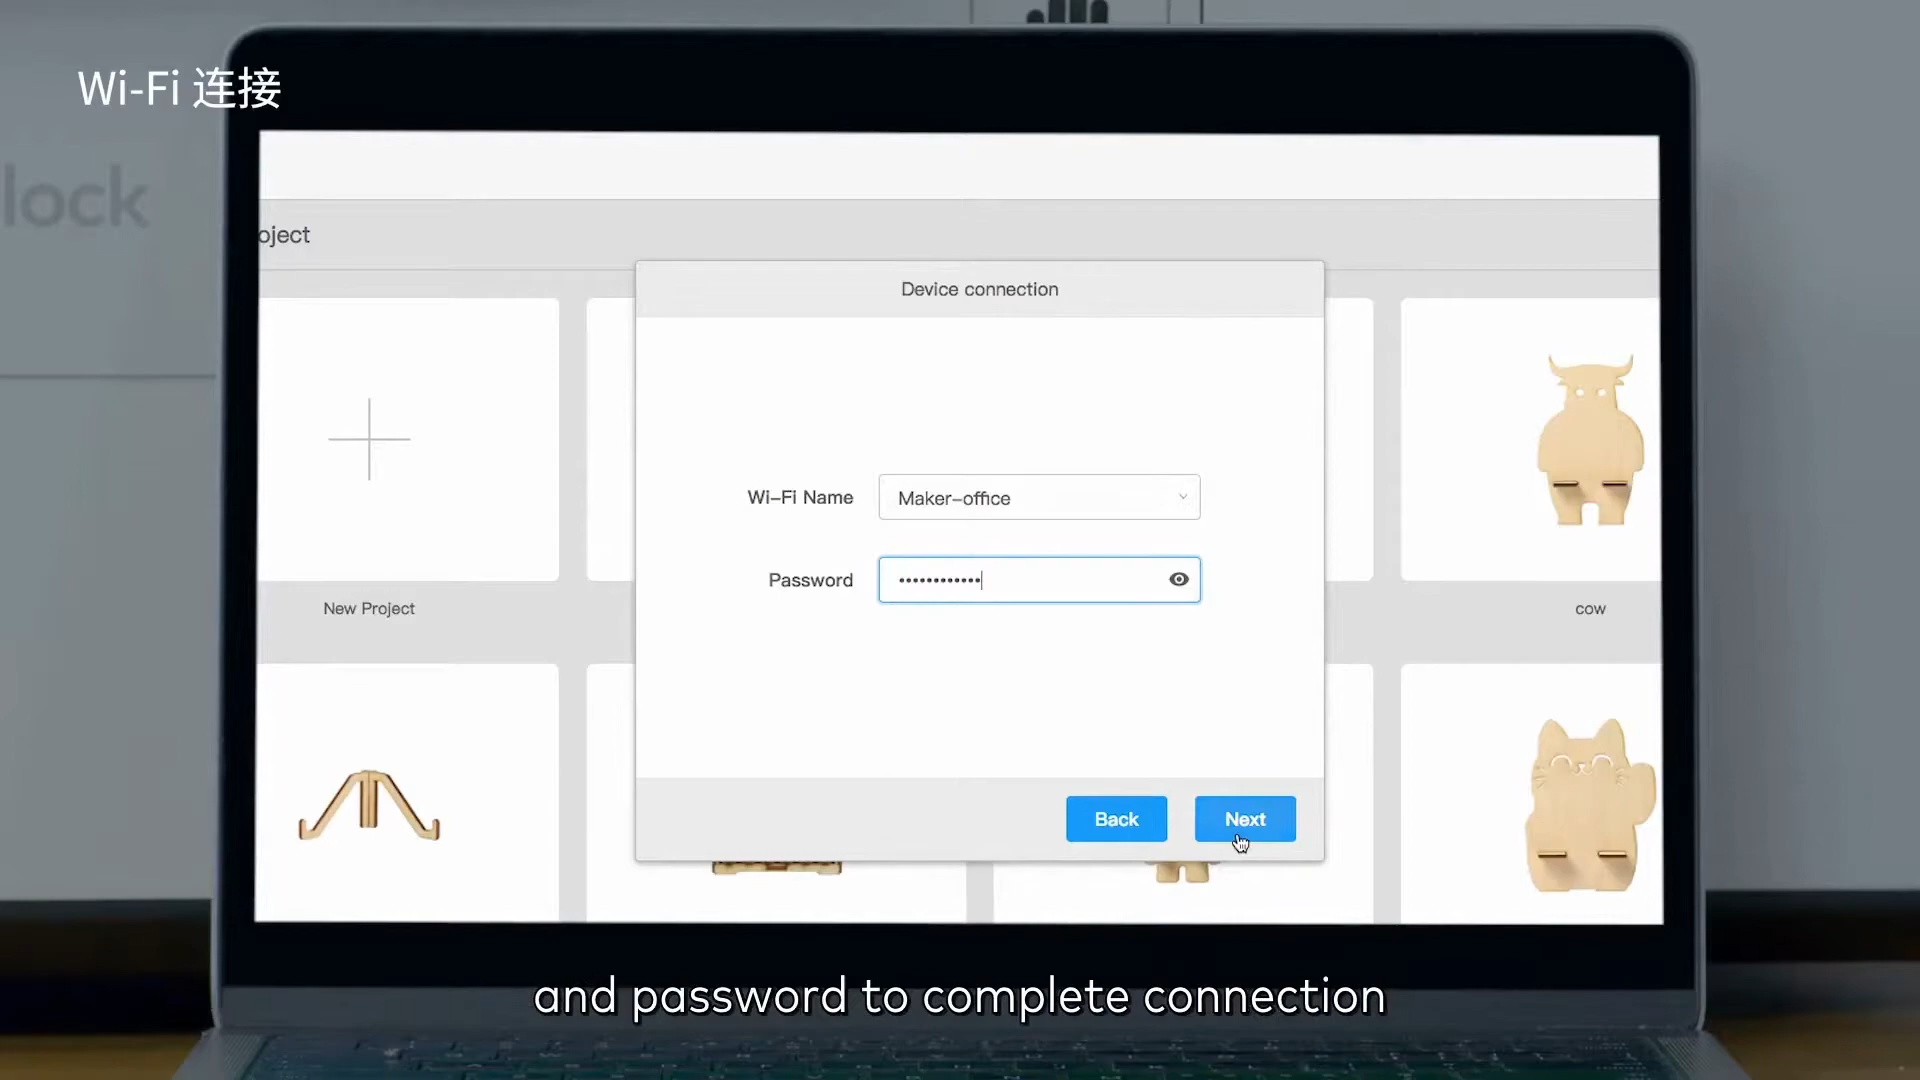 Wi-Fi 连接
lock
oject
Device connection
Wi-Fi Name
Maker-office
Password
••••••••••••
New Project
cow
Back
Next
and password to complete connection